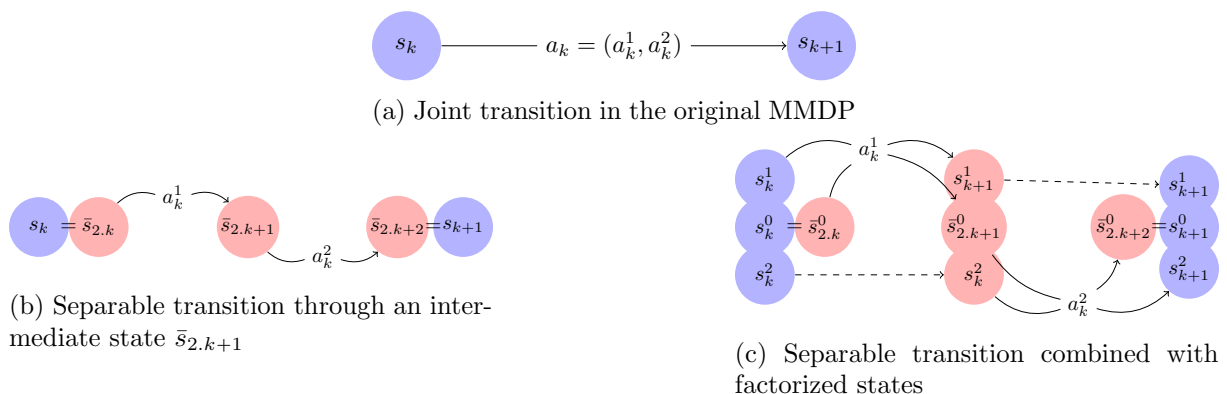 s_k a_k = (a_k^1, a_k^2) s_{k+1}
(a) Joint transition in the original MMDP
s_k = s̄_{2.k} a_k^1 s̄_{2.k+1} a_k^2 s̄_{2.k+2} = s_{k+1}
(b) Separable transition through an inter-
mediate state s̄_{2.k+1}
a_k^1
s_k^1 s_{k+1}^1 s_{k+1}^1
s_k^0 = s̄_{2.k}^0 s̄_{2.k+1}^0 s̄_{2.k+2}^0 = s_{k+1}^0
s_k^2 s_k^2 s_{k+1}^2
a_k^2
(c) Separable transition combined with
factorized states